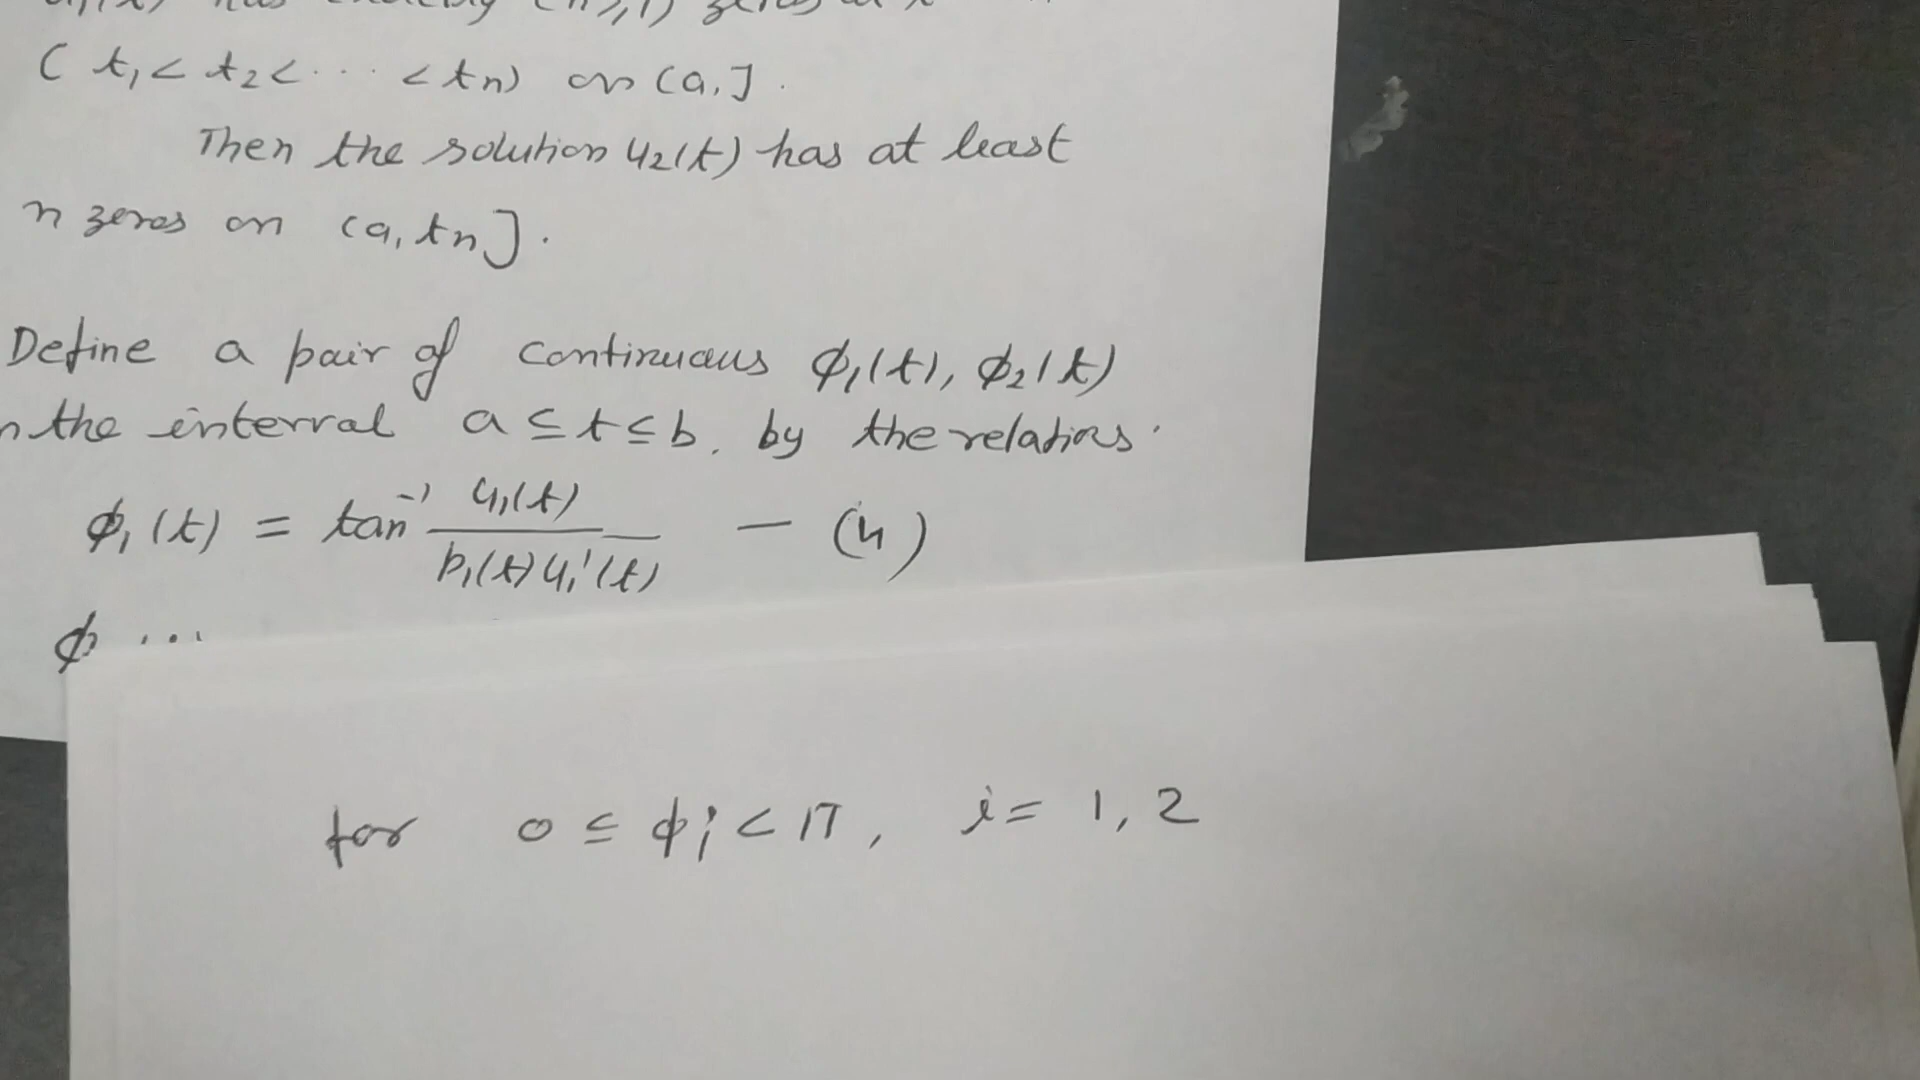 zeros
( t₁ < t₂ < ... < tn) on (a, ] .
Then the solution u₂(t) has at least
n zeros on (a, tn] .
Define a pair of continuous ϕ₁(t), ϕ₂(t)
the interval a ≤ t ≤ b, by the relations.
ϕ₁(t) = tan⁻¹ u₁(t) / p₁(t)u₁'(t) — (4)
ϕ ...
for 0 ≤ ϕi < π, i = 1, 2